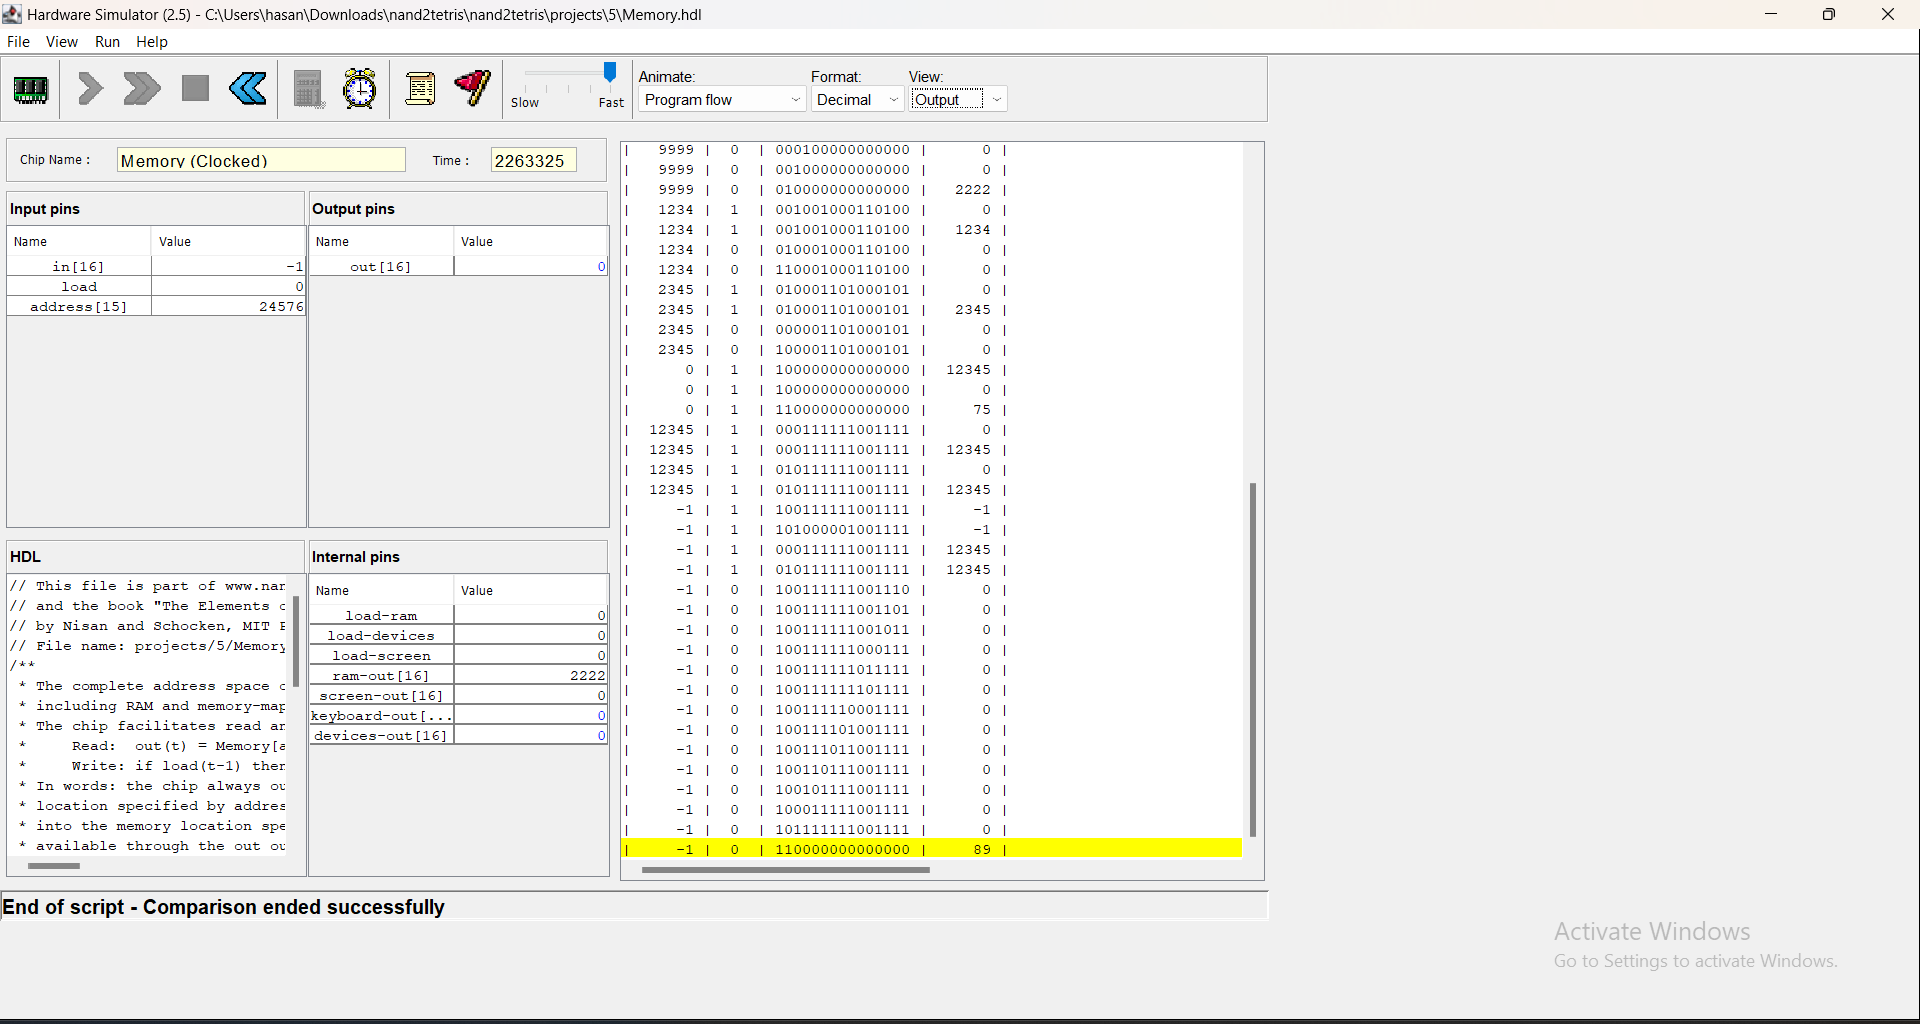 Hardware Simulator (2.5) - C:\Users\hasan\Downloads\nand2tetris\nand2tetris\projects\5\Memory.hdl
File View Run Help
Slow Fast
Animate: Format: View:
Program flow Decimal Output
Chip Name : Memory (Clocked) Time : 2263325
Input pins
Name Value
in[16] -1
load 0
address[15] 24576
Output pins
Name Value
out[16] 0
HDL
// This file is part of www.nan
// and the book "The Elements o
// by Nisan and Schocken, MIT P
// File name: projects/5/Memory
/**
* The complete address space o
* including RAM and memory-map
* The chip facilitates read an
* Read: out(t) = Memory[a
* Write: if load(t-1) then
* In words: the chip always ou
* location specified by addres
* into the memory location spe
* available through the out ou
Internal pins
Name Value
load-ram 0
load-devices 0
load-screen 0
ram-out[16] 2222
screen-out[16] 0
keyboard-out[... 0
devices-out[16] 0
| 9999 | 0 | 000100000000000 | 0 |
| 9999 | 0 | 001000000000000 | 0 |
| 9999 | 0 | 010000000000000 | 2222 |
| 1234 | 1 | 001001000110100 | 0 |
| 1234 | 1 | 001001000110100 | 1234 |
| 1234 | 0 | 010001000110100 | 0 |
| 1234 | 0 | 110001000110100 | 0 |
| 2345 | 1 | 010001101000101 | 0 |
| 2345 | 1 | 010001101000101 | 2345 |
| 2345 | 0 | 000001101000101 | 0 |
| 2345 | 0 | 100001101000101 | 0 |
| 0 | 1 | 100000000000000 | 12345 |
| 0 | 1 | 100000000000000 | 0 |
| 0 | 1 | 110000000000000 | 75 |
| 12345 | 1 | 000111111001111 | 0 |
| 12345 | 1 | 000111111001111 | 12345 |
| 12345 | 1 | 010111111001111 | 0 |
| 12345 | 1 | 010111111001111 | 12345 |
| -1 | 1 | 100111111001111 | -1 |
| -1 | 1 | 101000001001111 | -1 |
| -1 | 1 | 000111111001111 | 12345 |
| -1 | 1 | 010111111001111 | 12345 |
| -1 | 0 | 100111111001110 | 0 |
| -1 | 0 | 100111111001101 | 0 |
| -1 | 0 | 100111111001011 | 0 |
| -1 | 0 | 100111111000111 | 0 |
| -1 | 0 | 100111111011111 | 0 |
| -1 | 0 | 100111111101111 | 0 |
| -1 | 0 | 100111110001111 | 0 |
| -1 | 0 | 100111101001111 | 0 |
| -1 | 0 | 100111011001111 | 0 |
| -1 | 0 | 100110111001111 | 0 |
| -1 | 0 | 100101111001111 | 0 |
| -1 | 0 | 100011111001111 | 0 |
| -1 | 0 | 101111111001111 | 0 |
| -1 | 0 | 110000000000000 | 89 |
End of script - Comparison ended successfully
Activate Windows
Go to Settings to activate Windows.